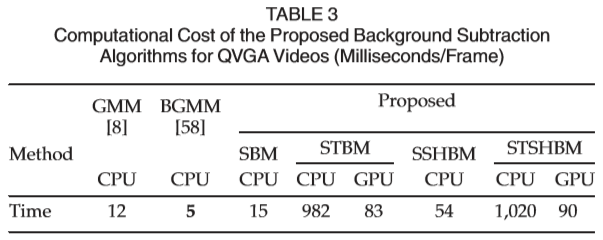 TABLE 3
Computational Cost of the Proposed Background Subtraction
Algorithms for QVGA Videos (Milliseconds/Frame)
GMM BGMM Proposed
[8] [58]
Method SBM STBM SSHBM STSHBM
CPU CPU CPU CPU GPU CPU CPU GPU
Time 12 5 15 982 83 54 1,020 90